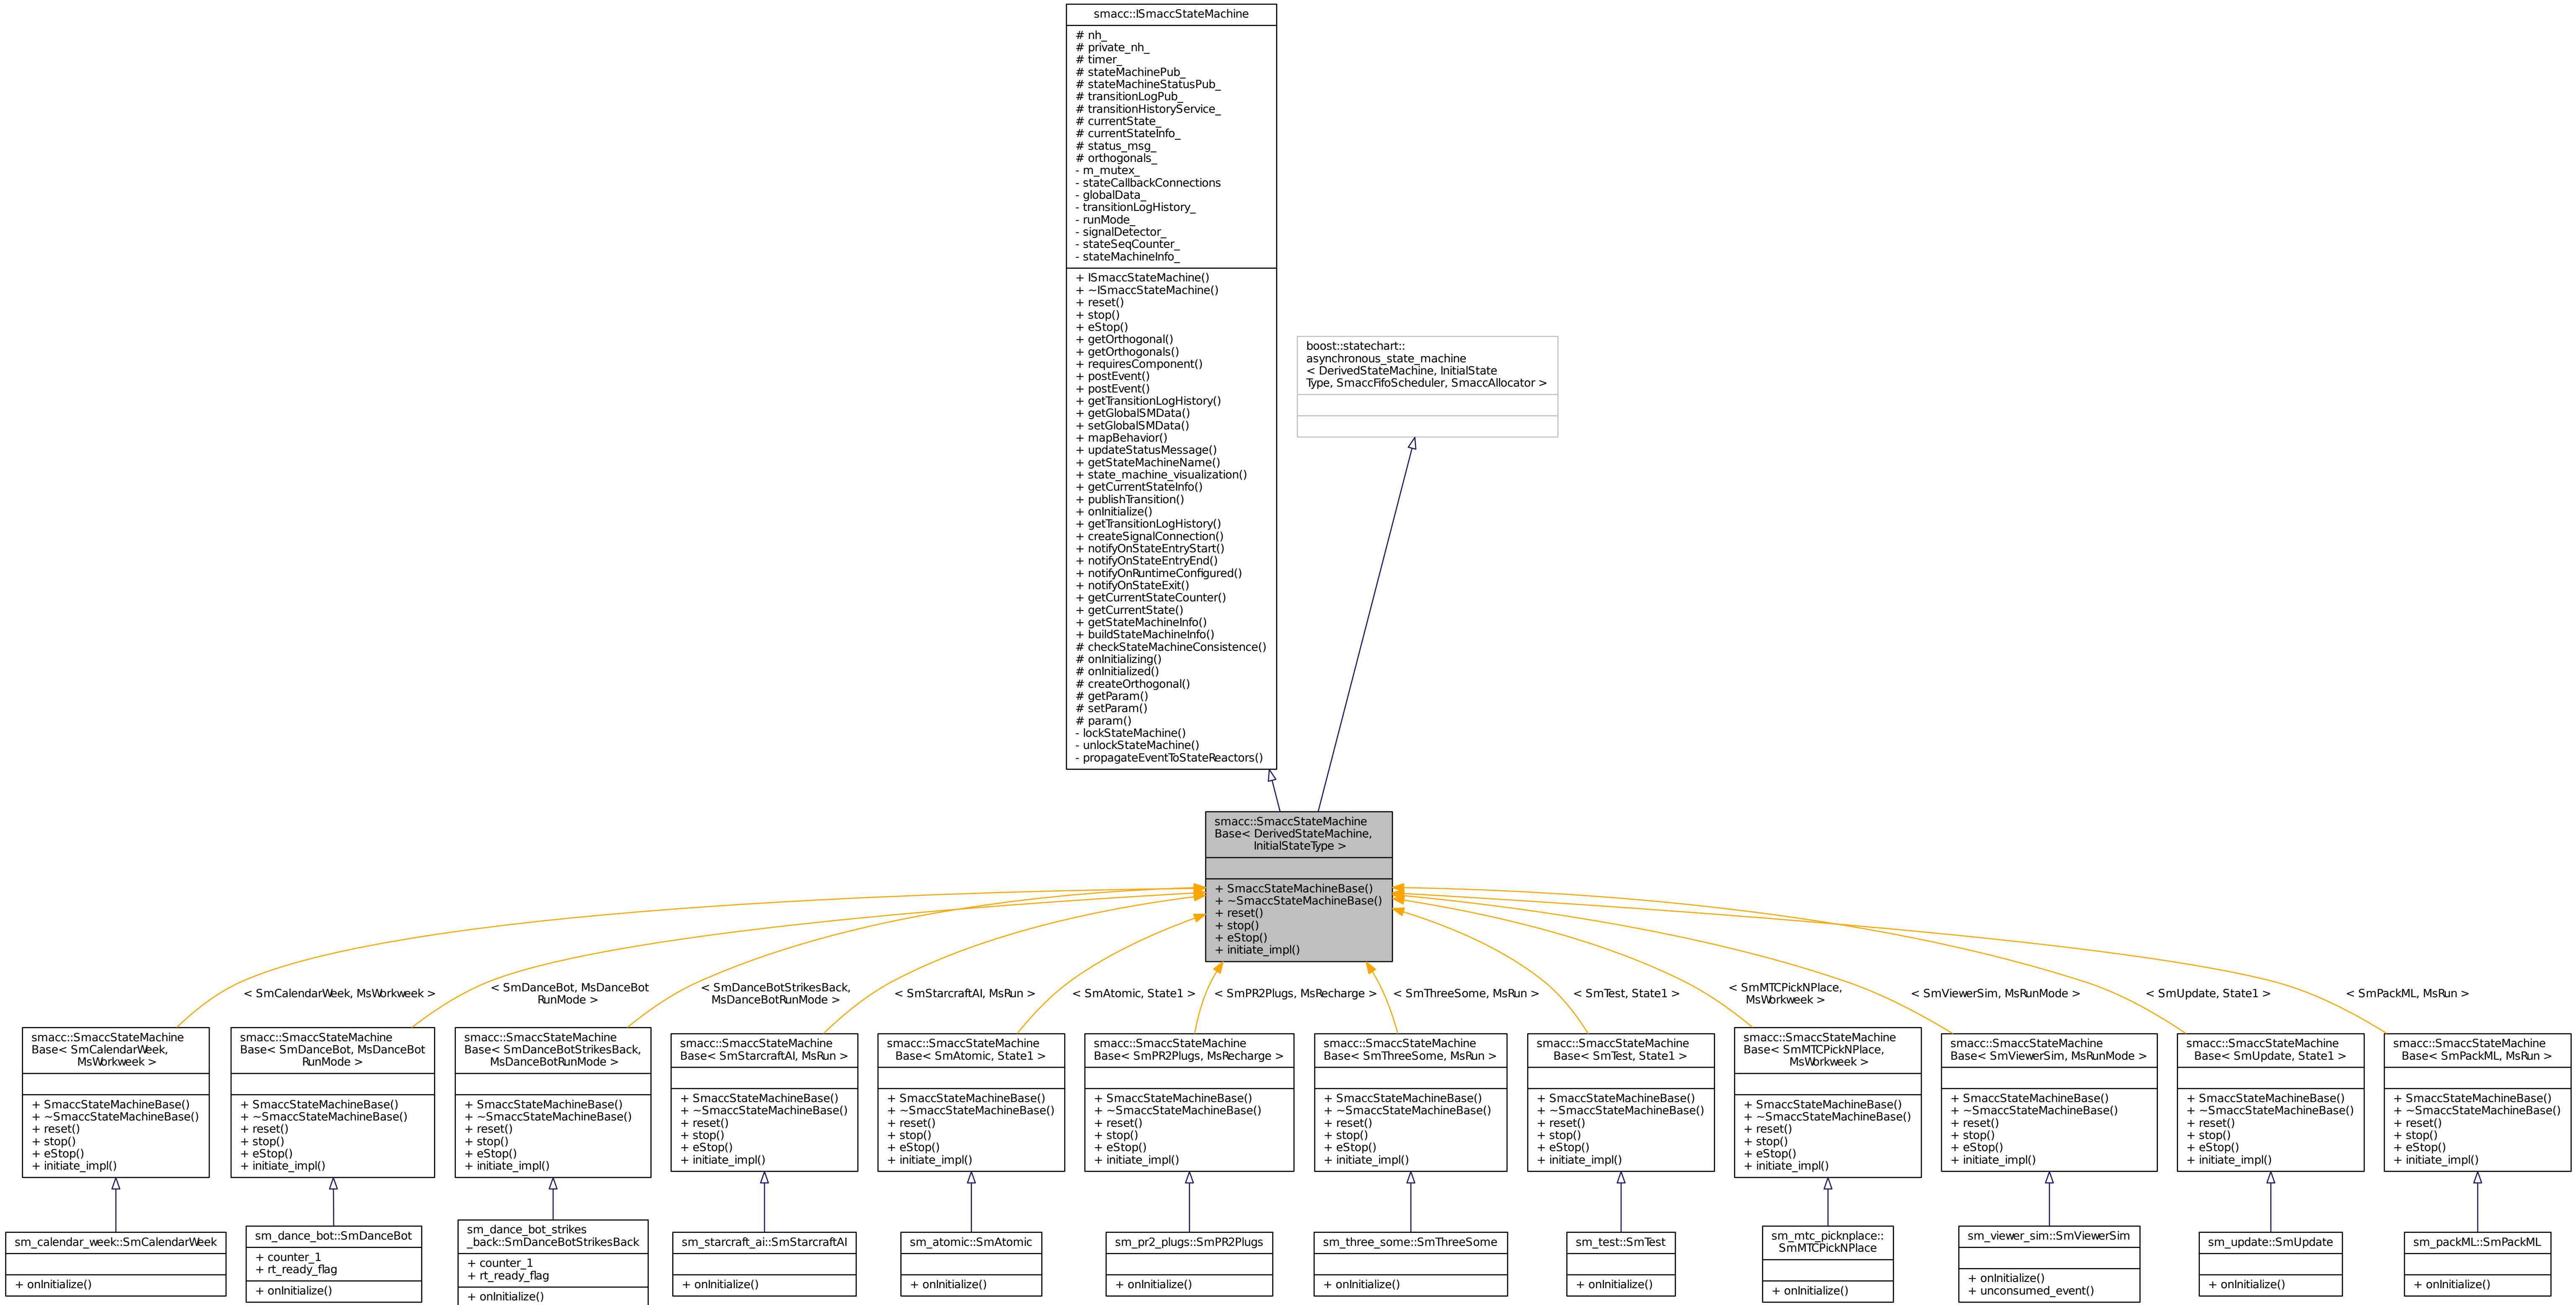 smacc::ISmaccStateMachine
# nh_
# private_nh_
# timer_
# stateMachinePub_
# stateMachineStatusPub_
# transitionLogPub_
# transitionHistoryService_
# currentState_
# currentStateInfo_
# status_msg_
# orthogonals_
- m_mutex_
- stateCallbackConnections
- globalData_
- transitionLogHistory_
- runMode_
- signalDetector_
- stateSeqCounter_
- stateMachineInfo_
+ ISmaccStateMachine()
+ ~ISmaccStateMachine()
+ reset()
+ stop()
+ eStop()
+ getOrthogonal()
+ getOrthogonals()
+ requiresComponent()
+ postEvent()
+ postEvent()
+ getTransitionLogHistory()
+ getGlobalSMData()
+ setGlobalSMData()
+ mapBehavior()
+ updateStatusMessage()
+ getStateMachineName()
+ state_machine_visualization()
+ getCurrentStateInfo()
+ publishTransition()
+ onInitialize()
+ getTransitionLogHistory()
+ createSignalConnection()
+ notifyOnStateEntryStart()
+ notifyOnStateEntryEnd()
+ notifyOnRuntimeConfigured()
+ notifyOnStateExit()
+ getCurrentStateCounter()
+ getCurrentState()
+ getStateMachineInfo()
+ buildStateMachineInfo()
# checkStateMachineConsistence()
# onInitializing()
# onInitialized()
# createOrthogonal()
# getParam()
# setParam()
# param()
- lockStateMachine()
- unlockStateMachine()
- propagateEventToStateReactors()
boost::statechart::
asynchronous_state_machine
< DerivedStateMachine, InitialState
Type, SmaccFifoScheduler, SmaccAllocator >
smacc::SmaccStateMachine
Base< DerivedStateMachine,
InitialStateType >
+ SmaccStateMachineBase()
+ ~SmaccStateMachineBase()
+ reset()
+ stop()
+ eStop()
+ initiate_impl()
< SmCalendarWeek, MsWorkweek >
< SmDanceBot, MsDanceBot
RunMode >
< SmDanceBotStrikesBack,
MsDanceBotRunMode >
< SmStarcraftAI, MsRun >
< SmAtomic, State1 >
< SmPR2Plugs, MsRecharge >
< SmThreeSome, MsRun >
< SmTest, State1 >
< SmMTCPickNPlace,
MsWorkweek >
< SmViewerSim, MsRunMode >
< SmUpdate, State1 >
< SmPackML, MsRun >
smacc::SmaccStateMachine
Base< SmCalendarWeek,
MsWorkweek >
+ SmaccStateMachineBase()
+ ~SmaccStateMachineBase()
+ reset()
+ stop()
+ eStop()
+ initiate_impl()
smacc::SmaccStateMachine
Base< SmDanceBot, MsDanceBot
RunMode >
+ SmaccStateMachineBase()
+ ~SmaccStateMachineBase()
+ reset()
+ stop()
+ eStop()
+ initiate_impl()
smacc::SmaccStateMachine
Base< SmDanceBotStrikesBack,
MsDanceBotRunMode >
+ SmaccStateMachineBase()
+ ~SmaccStateMachineBase()
+ reset()
+ stop()
+ eStop()
+ initiate_impl()
smacc::SmaccStateMachine
Base< SmStarcraftAI, MsRun >
+ SmaccStateMachineBase()
+ ~SmaccStateMachineBase()
+ reset()
+ stop()
+ eStop()
+ initiate_impl()
smacc::SmaccStateMachine
Base< SmAtomic, State1 >
+ SmaccStateMachineBase()
+ ~SmaccStateMachineBase()
+ reset()
+ stop()
+ eStop()
+ initiate_impl()
smacc::SmaccStateMachine
Base< SmPR2Plugs, MsRecharge >
+ SmaccStateMachineBase()
+ ~SmaccStateMachineBase()
+ reset()
+ stop()
+ eStop()
+ initiate_impl()
smacc::SmaccStateMachine
Base< SmThreeSome, MsRun >
+ SmaccStateMachineBase()
+ ~SmaccStateMachineBase()
+ reset()
+ stop()
+ eStop()
+ initiate_impl()
smacc::SmaccStateMachine
Base< SmTest, State1 >
+ SmaccStateMachineBase()
+ ~SmaccStateMachineBase()
+ reset()
+ stop()
+ eStop()
+ initiate_impl()
smacc::SmaccStateMachine
Base< SmMTCPickNPlace,
MsWorkweek >
+ SmaccStateMachineBase()
+ ~SmaccStateMachineBase()
+ reset()
+ stop()
+ eStop()
+ initiate_impl()
smacc::SmaccStateMachine
Base< SmViewerSim, MsRunMode >
+ SmaccStateMachineBase()
+ ~SmaccStateMachineBase()
+ reset()
+ stop()
+ eStop()
+ initiate_impl()
smacc::SmaccStateMachine
Base< SmUpdate, State1 >
+ SmaccStateMachineBase()
+ ~SmaccStateMachineBase()
+ reset()
+ stop()
+ eStop()
+ initiate_impl()
smacc::SmaccStateMachine
Base< SmPackML, MsRun >
+ SmaccStateMachineBase()
+ ~SmaccStateMachineBase()
+ reset()
+ stop()
+ eStop()
+ initiate_impl()
sm_calendar_week::SmCalendarWeek
+ onInitialize()
sm_dance_bot::SmDanceBot
+ counter_1
+ rt_ready_flag
+ onInitialize()
sm_dance_bot_strikes
_back::SmDanceBotStrikesBack
+ counter_1
+ rt_ready_flag
+ onInitialize()
sm_starcraft_ai::SmStarcraftAI
+ onInitialize()
sm_atomic::SmAtomic
+ onInitialize()
sm_pr2_plugs::SmPR2Plugs
+ onInitialize()
sm_three_some::SmThreeSome
+ onInitialize()
sm_test::SmTest
+ onInitialize()
sm_mtc_picknplace::
SmMTCPickNPlace
+ onInitialize()
sm_viewer_sim::SmViewerSim
+ onInitialize()
+ unconsumed_event()
sm_update::SmUpdate
+ onInitialize()
sm_packML::SmPackML
+ onInitialize()